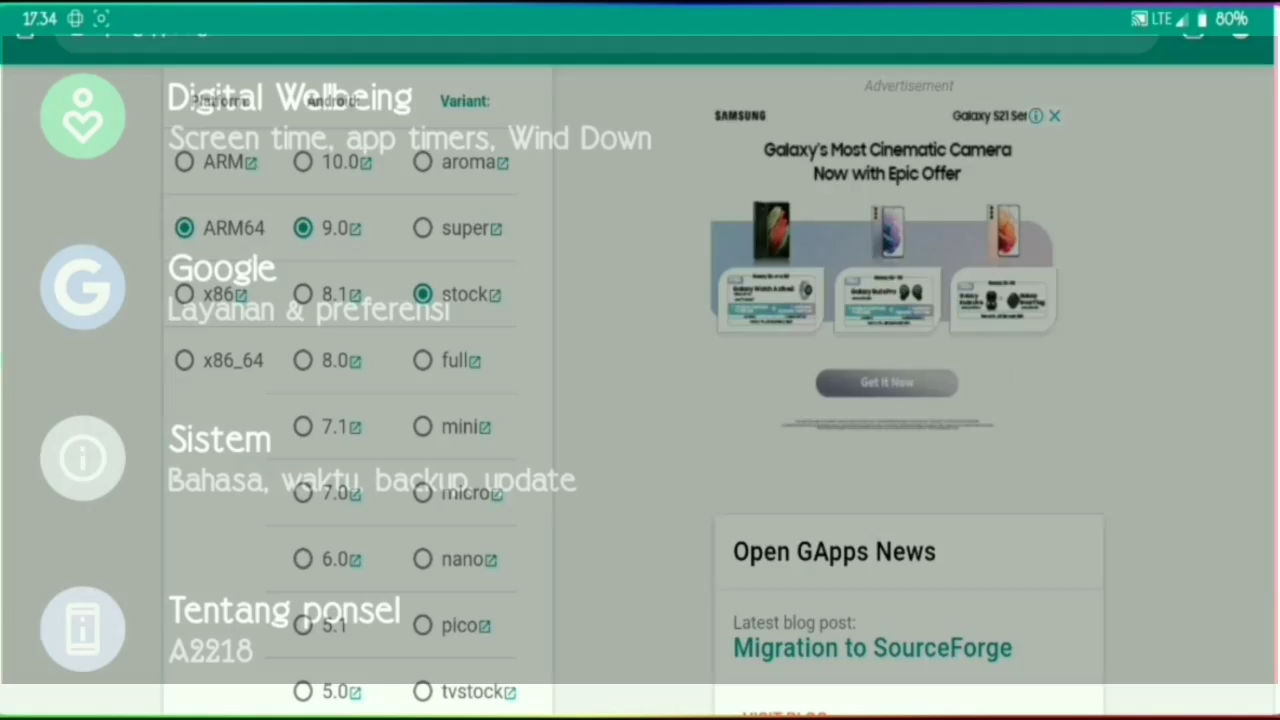 17.34
LTE
80%
Digital Wellbeing
Screen time, app timers, Wind Down
Google
Layanan & preferensi
Sistem
Bahasa, waktu, backup, update
Tentang ponsel
A2218
Platform:
Android:
Variant:
ARM
10.0
aroma
ARM64
9.0
super
x86
8.1
stock
x86_64
8.0
full
7.1
mini
7.0
micro
6.0
nano
5.1
pico
5.0
tvstock
Advertisement
SAMSUNG
Galaxy S21 Ser
Galaxy's Most Cinematic Camera
Now with Epic Offer
Get It Now
Open GApps News
Latest blog post:
Migration to SourceForge
VISIT BLOG